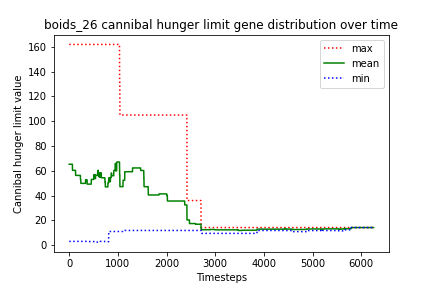 boids_26 cannibal hunger limit gene distribution over time
max
mean
min
Cannibal hunger limit value
160
140
120
100
80
60
40
20
0
0
1000
2000
3000
4000
5000
6000
Timesteps